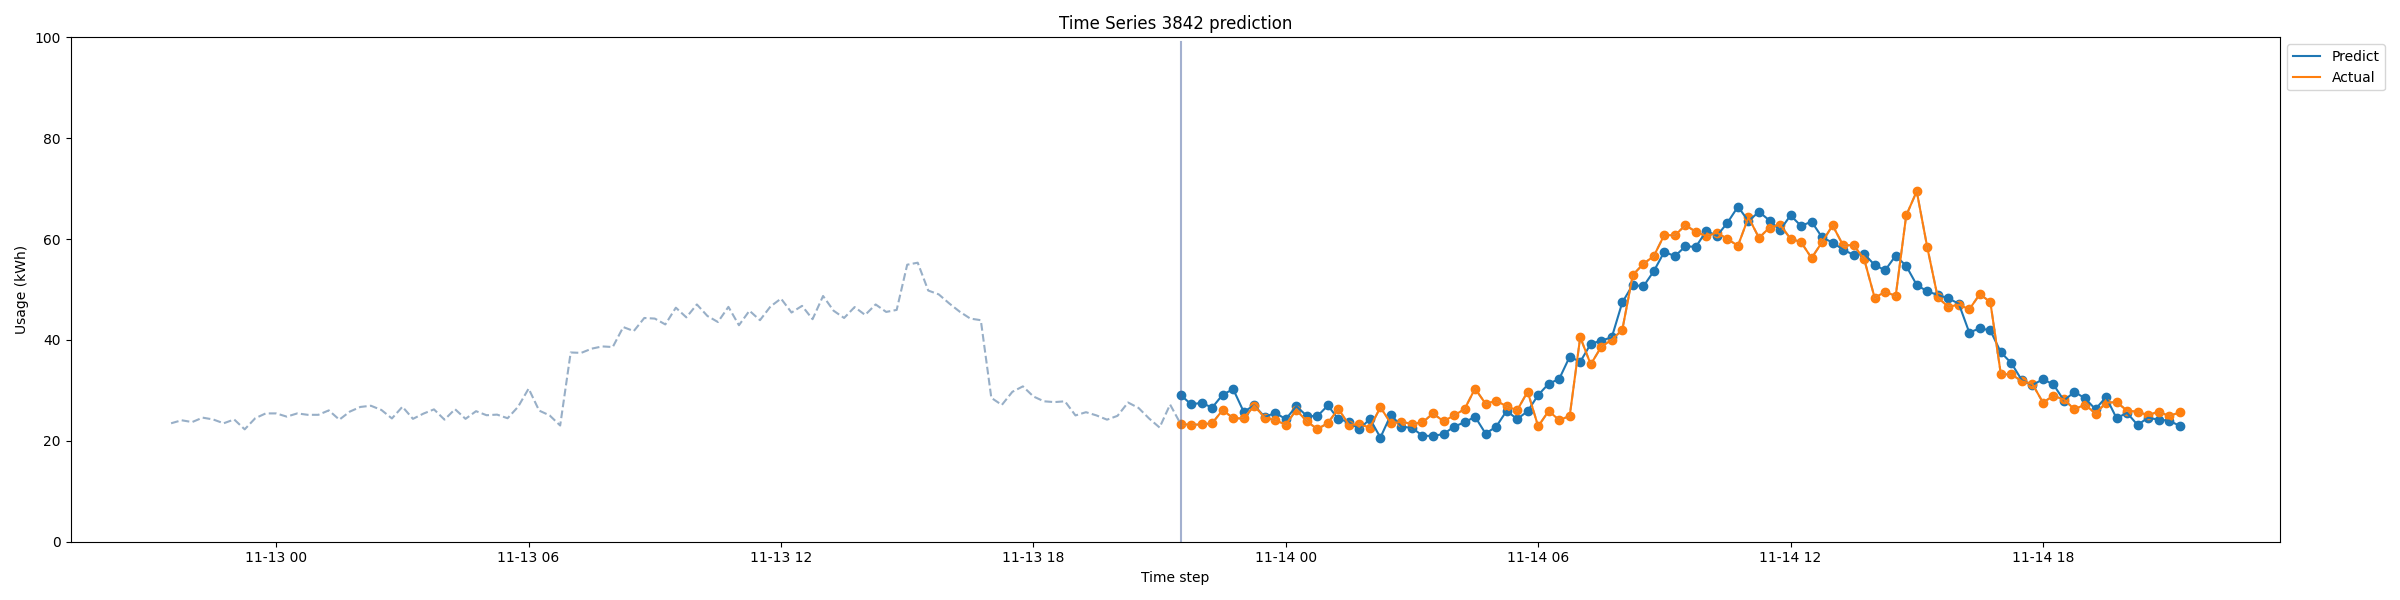 Time Series 3842 prediction
100
80
60
40
20
0
Usage (kWh)
Predict
Actual
11-13 00
11-13 06
11-13 12
11-13 18
11-14 00
11-14 06
11-14 12
11-14 18
Time step